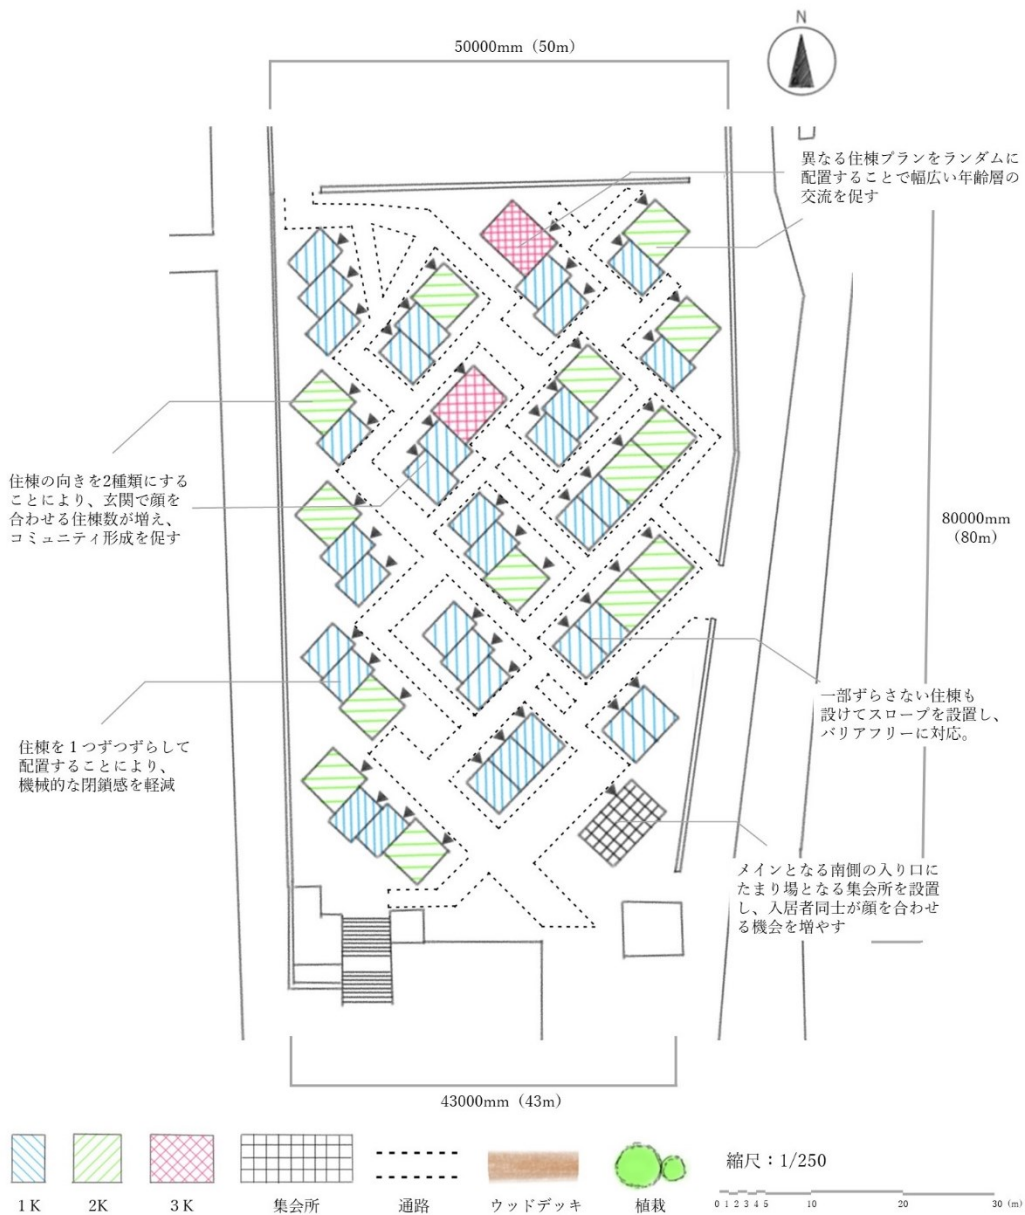 N
50000mm（50m）
異なる住棟プランをランダムに
配置することで幅広い年齢層の
交流を促す
住棟の向きを2種類にする
ことにより、玄関で顔を
合わせる住棟数が増え、
コミュニティ形成を促す
80000mm
（80m）
一部ずらさない住棟も
設けてスロープを設置し、
バリアフリーに対応。
住棟を１つずつずらして
配置することにより、
機械的な閉鎖感を軽減
メインとなる南側の入り口に
たまり場となる集会所を設置
し、入居者同士が顔を合わせ
る機会を増やす
43000mm（43m）
縮尺：1/250
0 1 2 3 4 5 10 20 30 (m)
1K 2K 3K 集会所 通路 ウッドデッキ 植栽